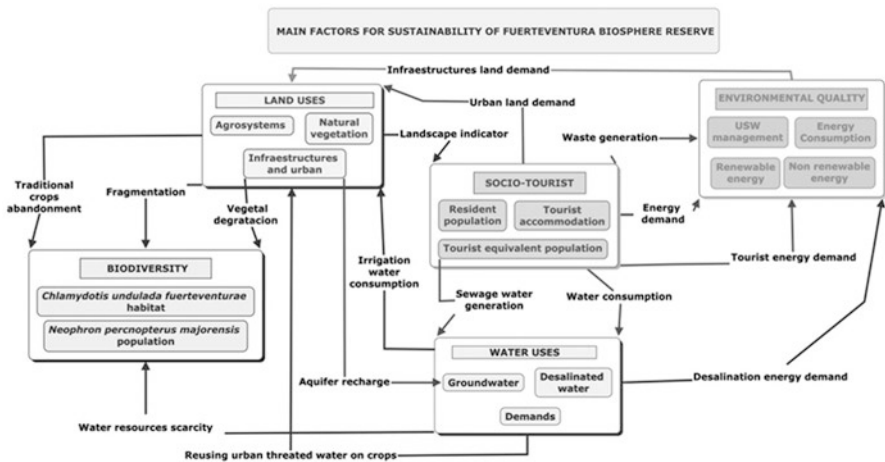 MAIN FACTORS FOR SUSTAINABILITY OF FUERTEVENTURA BIOSPHERE RESERVE
Infraestructures land demand
LAND USES
Agrosystems
Natural
vegetation
Infraestructures
and urban
Urban land demand
Landscape indicator
Waste generation
ENVIRONMENTAL QUALITY
USW
management
Energy
Consumption
Renewable
energy
Non renewable
energy
Traditional
crops
abandonment
Fragmentation
Vegetal
degratacion
SOCIO-TOURIST
Resident
population
Tourist
accommodation
Tourist equivalent population
Energy
demand
Tourist energy demand
BIODIVERSITY
Chlamydotis undulada fuerteventurae
habitat
Neophron percnopterus majorensis
population
Irrigation
water
consumption
Sewage water
generation
Water consumption
WATER USES
Groundwater
Desalinated
water
Demands
Aquifer recharge
Desalination energy demand
Water resources scarcity
Reusing urban threated water on crops